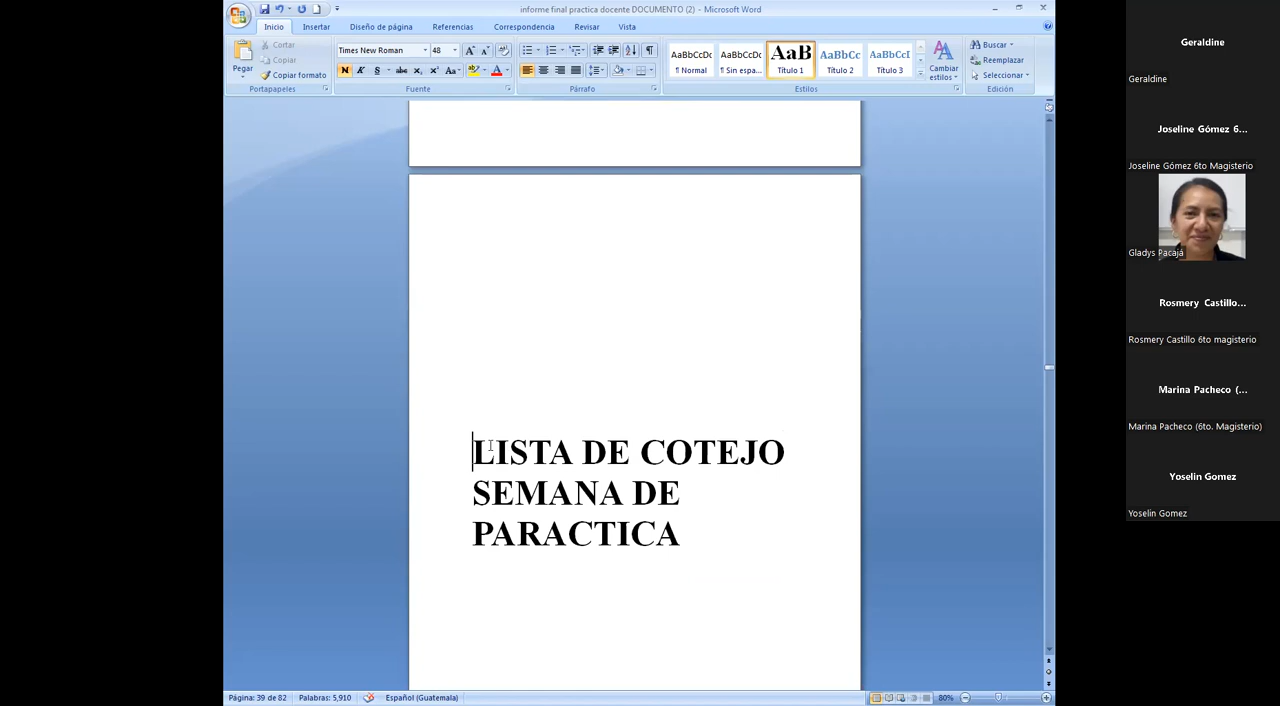 informe final practica docente DOCUMENTO (2) - Microsoft Word
Inicio Insertar Diseño de página Referencias Correspondencia Revisar Vista
Pegar
Cortar
Copiar
Copiar formato
Portapapeles
Times New Roman 48
Fuente
Párrafo
AaBbCcDc AaBbCcDc AaB AaBbCc AaBbCcI
¶ Normal ¶ Sin espa... Título 1 Título 2 Título 3
Cambiar estilos
Estilos
Buscar
Reemplazar
Seleccionar
Edición
LISTA DE COTEJO
SEMANA DE
PARACTICA
Página: 39 de 82 Palabras: 5,910 Español (Guatemala) 80%
Geraldine
Geraldine
Joseline Gómez 6...
Joseline Gómez 6to Magisterio
Gladys Pacajá
Rosmery Castillo...
Rosmery Castillo 6to magisterio
Marina Pacheco (...
Marina Pacheco (6to. Magisterio)
Yoselin Gomez
Yoselin Gomez